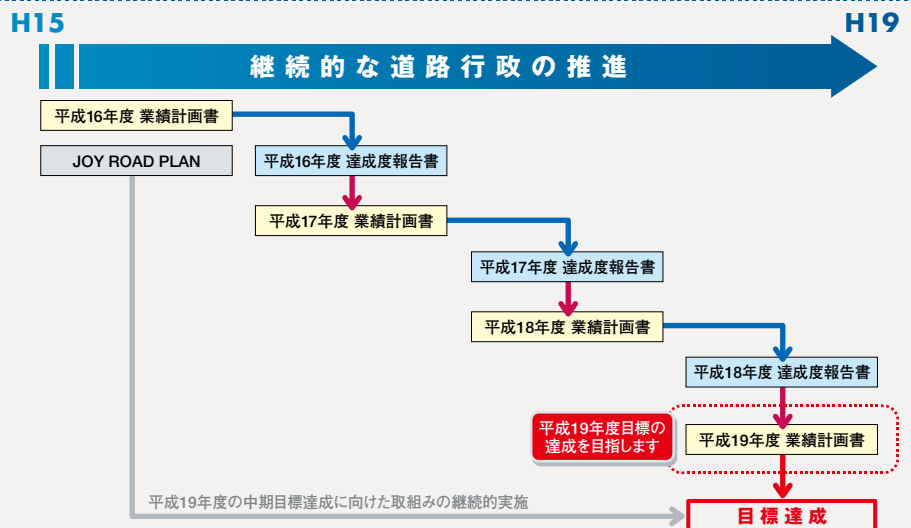 H15
H19
継続的な道路行政の推進
平成16年度 業績計画書
JOY ROAD PLAN
平成16年度 達成度報告書
平成17年度 業績計画書
平成17年度 達成度報告書
平成18年度 業績計画書
平成18年度 達成度報告書
平成19年度目標の
達成を目指します
平成19年度 業績計画書
平成19年度の中期目標達成に向けた取組みの継続的実施
目標達成